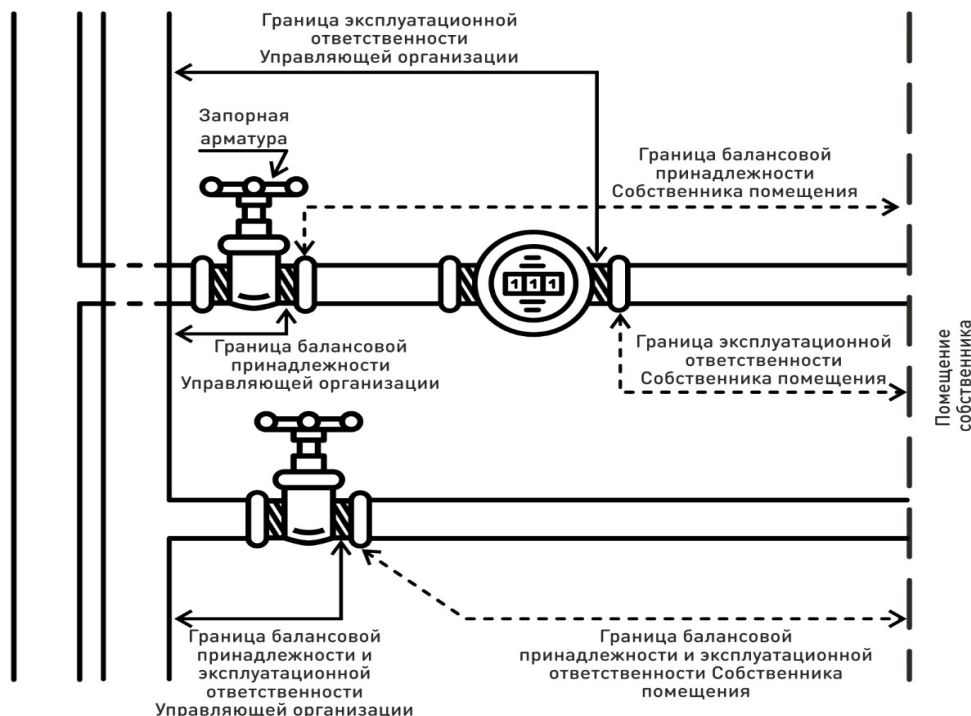 Граница эксплуатационной
ответственности
Управляющей организации
Запорная
арматура
Граница балансовой
принадлежности
Собственника помещения
111
Граница балансовой
принадлежности
Управляющей организации
Граница эксплуатационной
ответственности
Собственника помещения
Помещение
собственника
Граница балансовой
принадлежности и
эксплуатационной
ответственности
Управляющей организации
Граница балансовой
принадлежности и эксплуатационной
ответственности Собственника
помещения